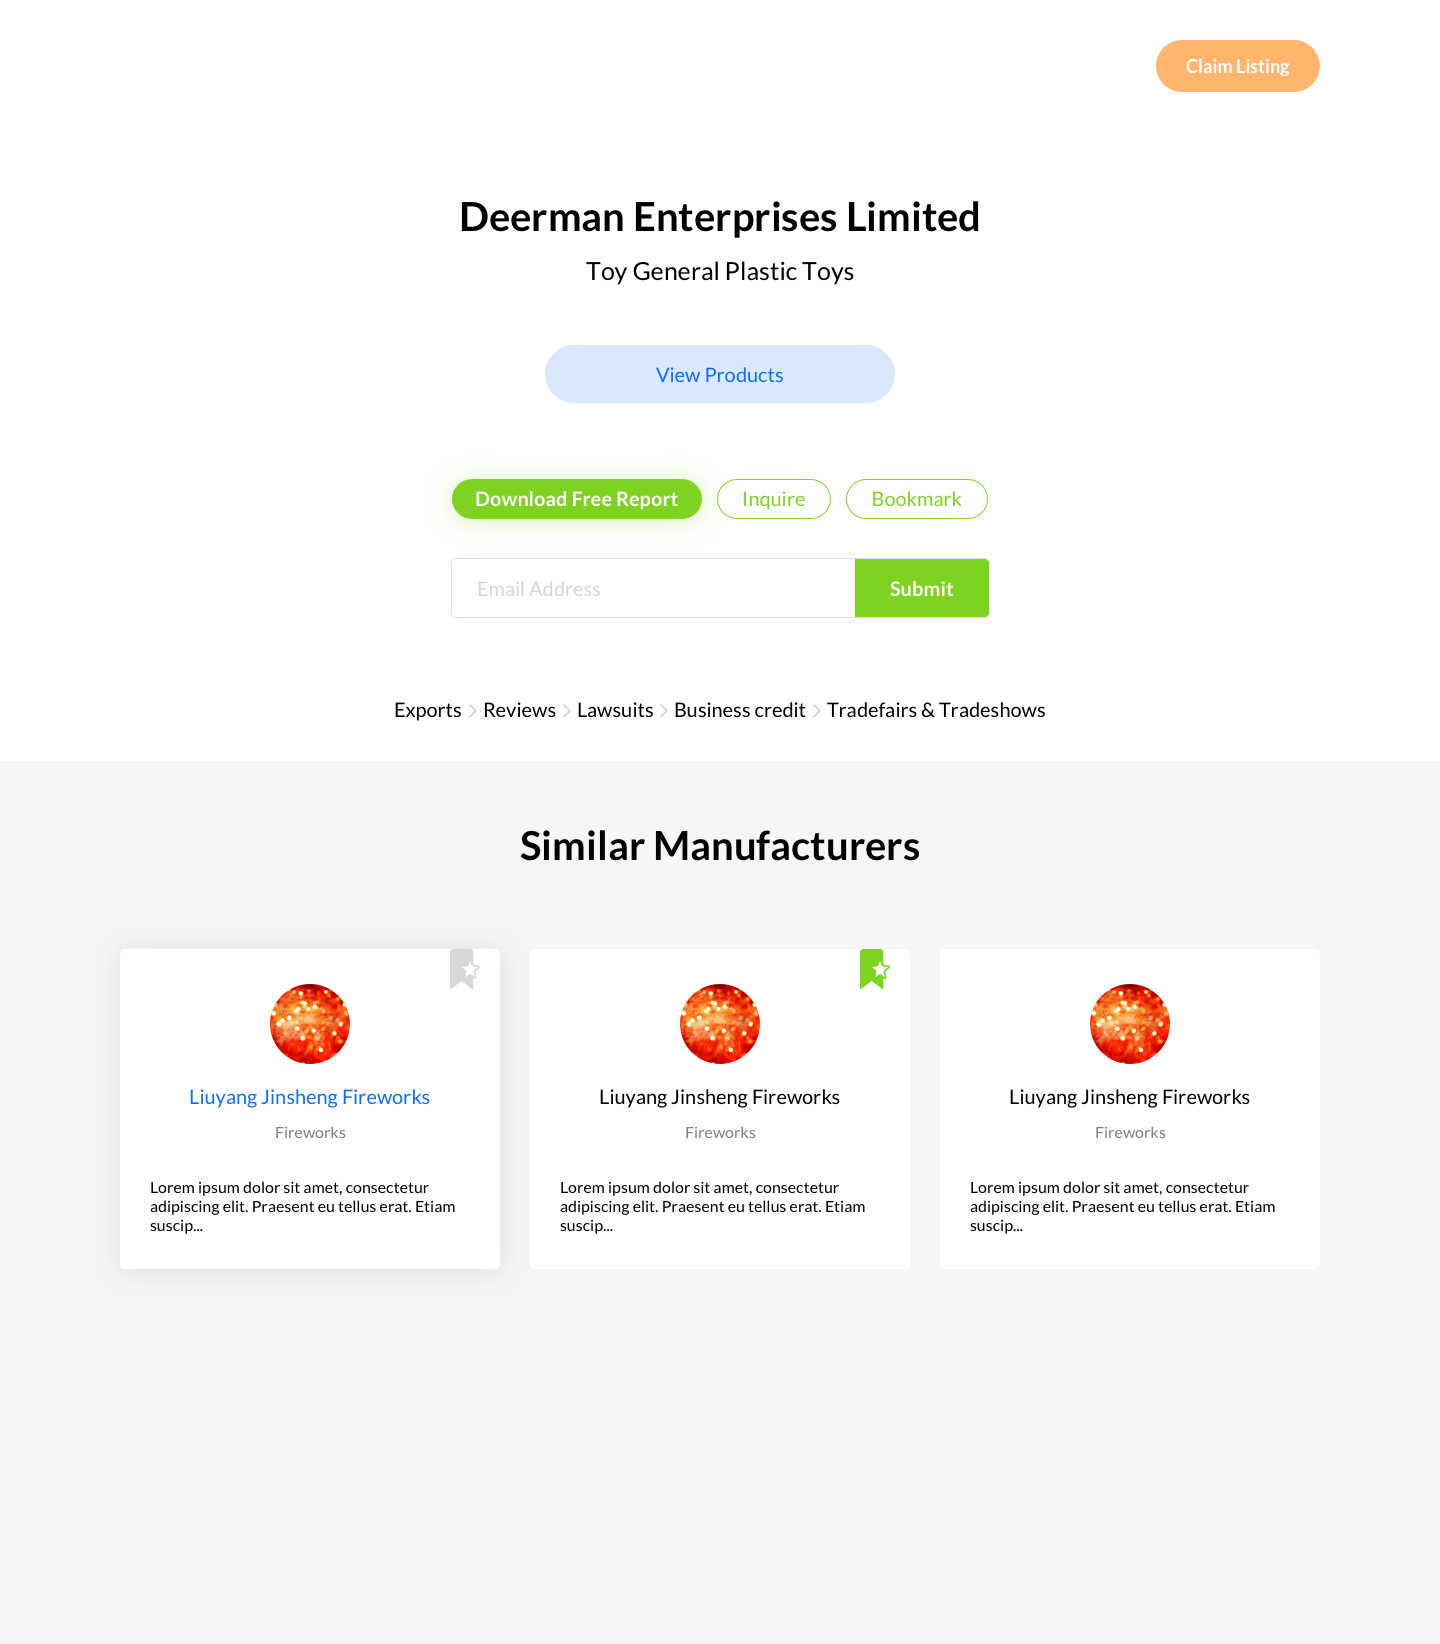 Claim Listing
Deerman Enterprises Limited
Toy General Plastic Toys
View Products
Download Free Report
Inquire
Bookmark
Email Address
Submit
Exports
Reviews
Lawsuits
Business credit
Tradefairs & Tradeshows
Similar Manufacturers
Liuyang Jinsheng Fireworks
Fireworks
Lorem ipsum dolor sit amet, consectetur
adipiscing elit. Praesent eu tellus erat. Etiam
suscip...
Liuyang Jinsheng Fireworks
Fireworks
Lorem ipsum dolor sit amet, consectetur
adipiscing elit. Praesent eu tellus erat. Etiam
suscip...
Liuyang Jinsheng Fireworks
Fireworks
Lorem ipsum dolor sit amet, consectetur
adipiscing elit. Praesent eu tellus erat. Etiam
suscip...